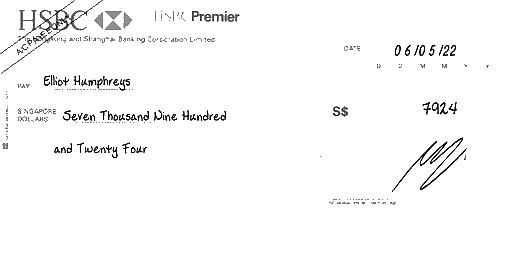 HSBC HSBC Premier
The Hongkong and Shanghai Banking Corporation Limited
A/C PAYEE ONLY
DATE 06/05/22
D D M M Y Y
PAY Elliot Humphreys
SINGAPORE DOLLARS Seven Thousand Nine Hundred
and Twenty Four
S$ 7924